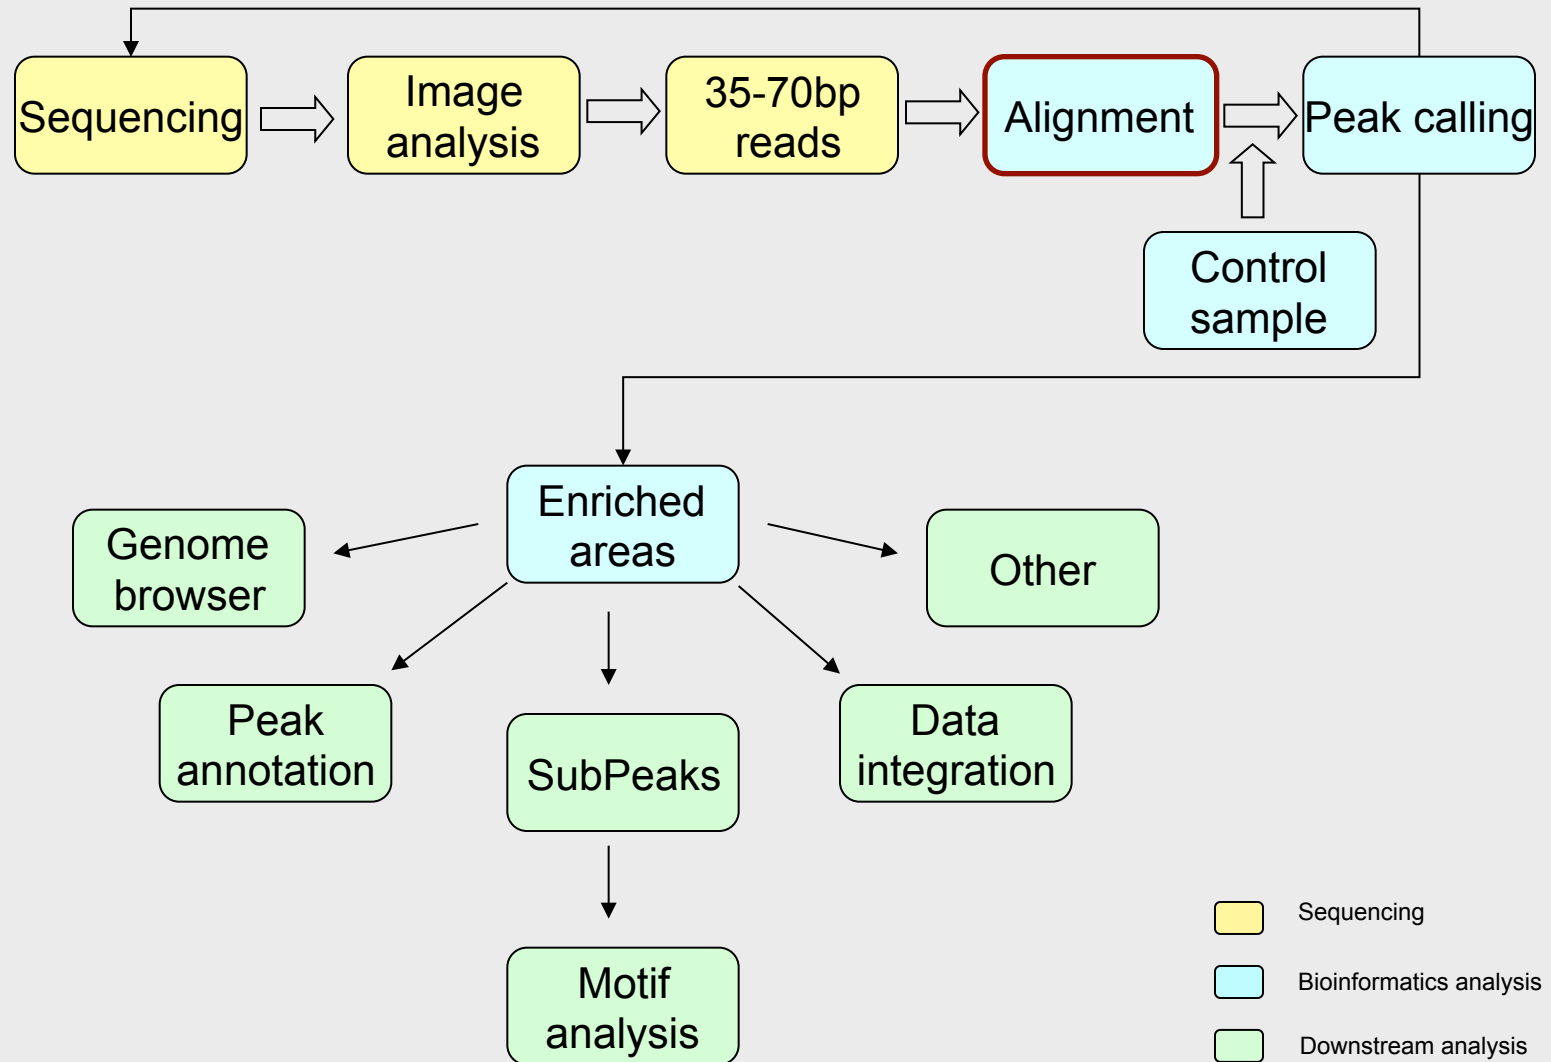 Sequencing
Image
analysis
35-70bp
reads
Alignment
Peak calling
Control
sample
Enriched
areas
Genome
browser
Other
Peak
annotation
SubPeaks
Data
integration
Motif
analysis
Sequencing
Bioinformatics analysis
Downstream analysis